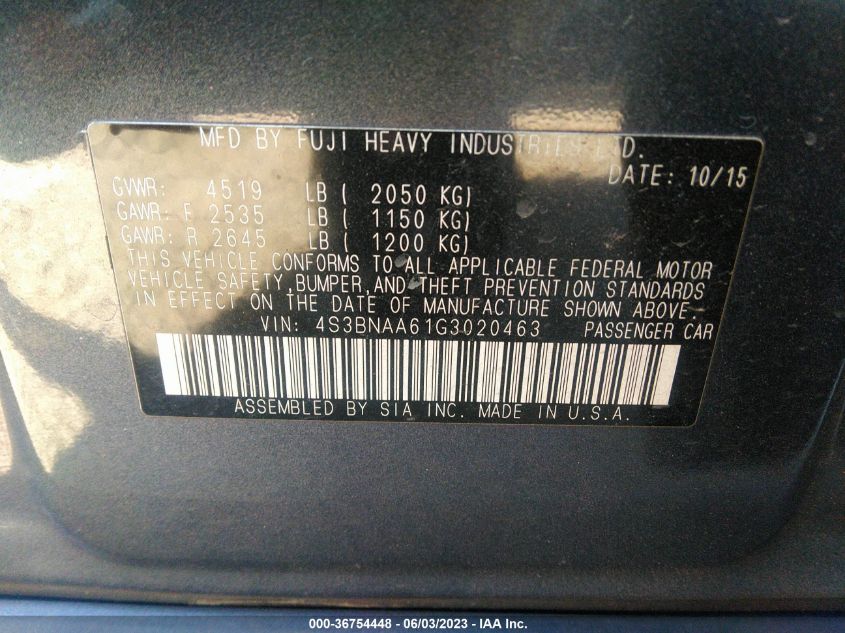 MFD BY FUJI HEAVY INDUSTRIES LTD.
DATE: 10/15
GVWR: 4519 LB ( 2050 KG)
GAWR: F 2535 LB ( 1150 KG)
GAWR: R 2645 LB ( 1200 KG)
THIS VEHICLE CONFORMS TO ALL APPLICABLE FEDERAL MOTOR
VEHICLE SAFETY, BUMPER, AND THEFT PREVENTION STANDARDS
IN EFFECT ON THE DATE OF MANUFACTURE SHOWN ABOVE.
VIN: 4S3BNAA61G3020463 PASSENGER CAR
ASSEMBLED BY SIA INC. MADE IN U.S.A.
000-36754448 - 06/03/2023 - IAA Inc.